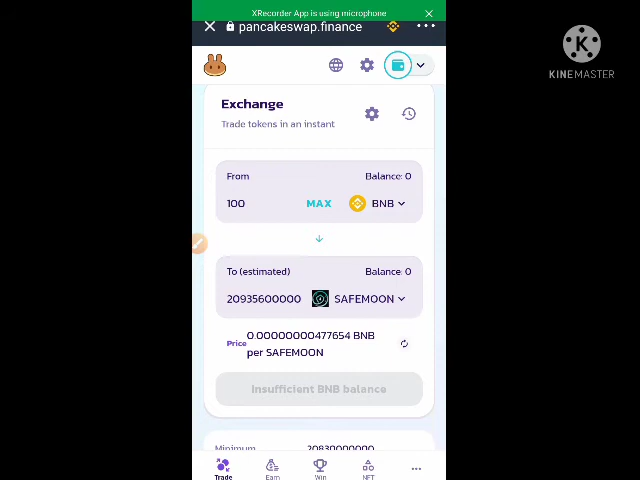 XRecorder App is using microphone
pancakeswap.finance
KINEMASTER
Exchange
Trade tokens in an instant
From
Balance: 0
100
MAX
BNB
To (estimated)
Balance: 0
20935600000
SAFEMOON
Price
0.00000000477654 BNB
per SAFEMOON
Insufficient BNB balance
Minimum
20830000000
Trade
Earn
Win
NFT